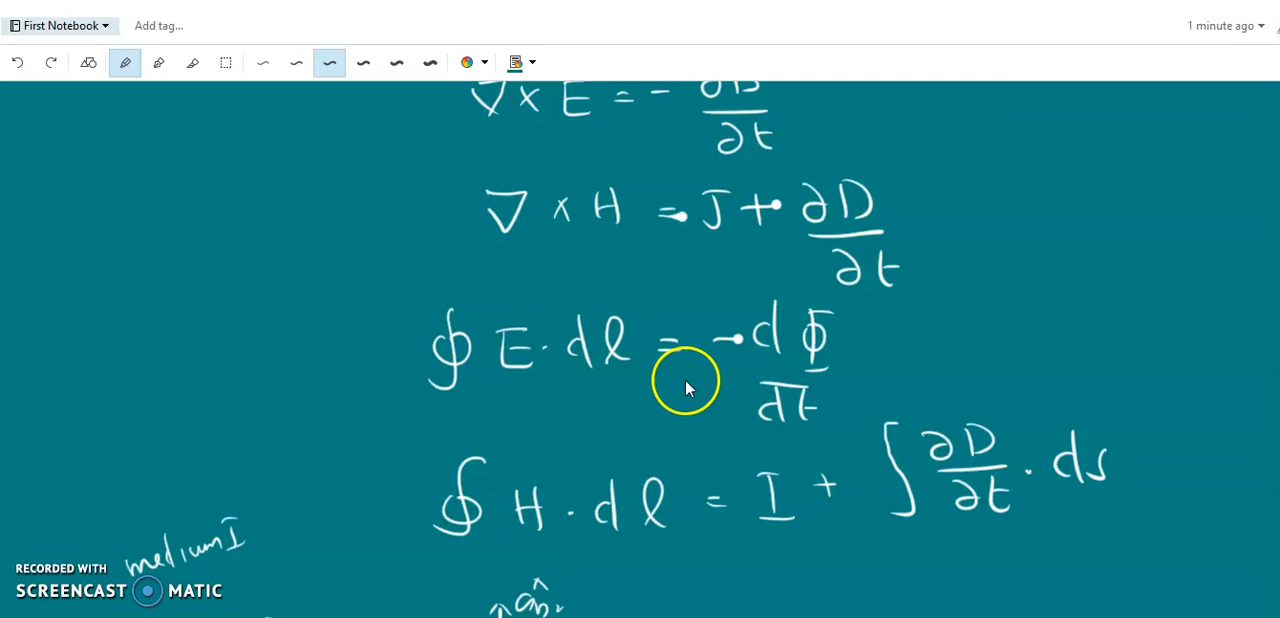 First Notebook
Add tag...
1 minute ago
∇ × E = - ∂B
∂t
∇ × H = J + ∂D
∂t
∮ E · dl = - dΦ
dt
∮ H · dl = I + ∫ ∂D/∂t · ds
medium I
RECORDED WITH
SCREENCAST MATIC